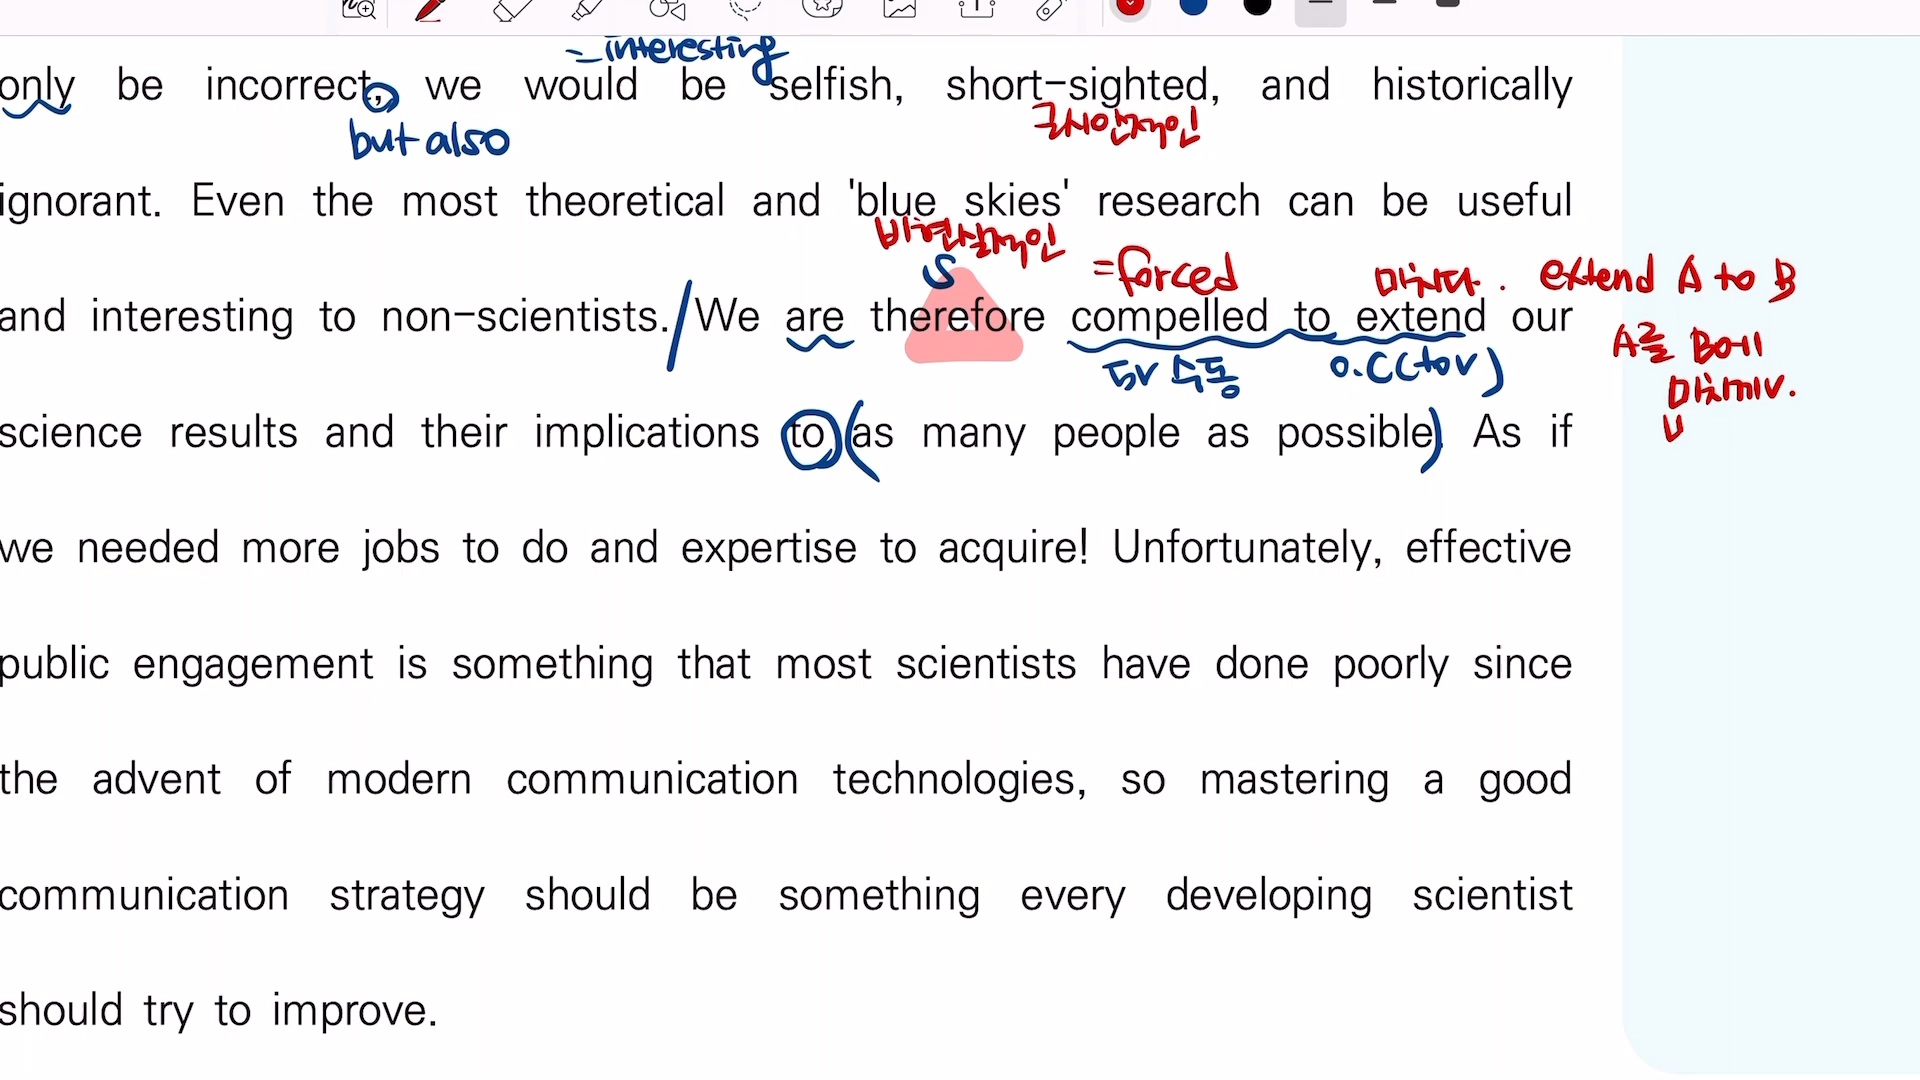 = interesting
only be incorrect, we would be selfish, short-sighted, and historically
but also
근시안적인
ignorant. Even the most theoretical and 'blue skies' research can be useful
비현실적인
S
=forced
미치다. extend A to B
and interesting to non-scientists. / We are therefore compelled to extend our
A를 B에
5V 수동
O.C(to V)
미치게
science results and their implications to (as many people as possible). As if
we needed more jobs to do and expertise to acquire! Unfortunately, effective
public engagement is something that most scientists have done poorly since
the advent of modern communication technologies, so mastering a good
communication strategy should be something every developing scientist
should try to improve.